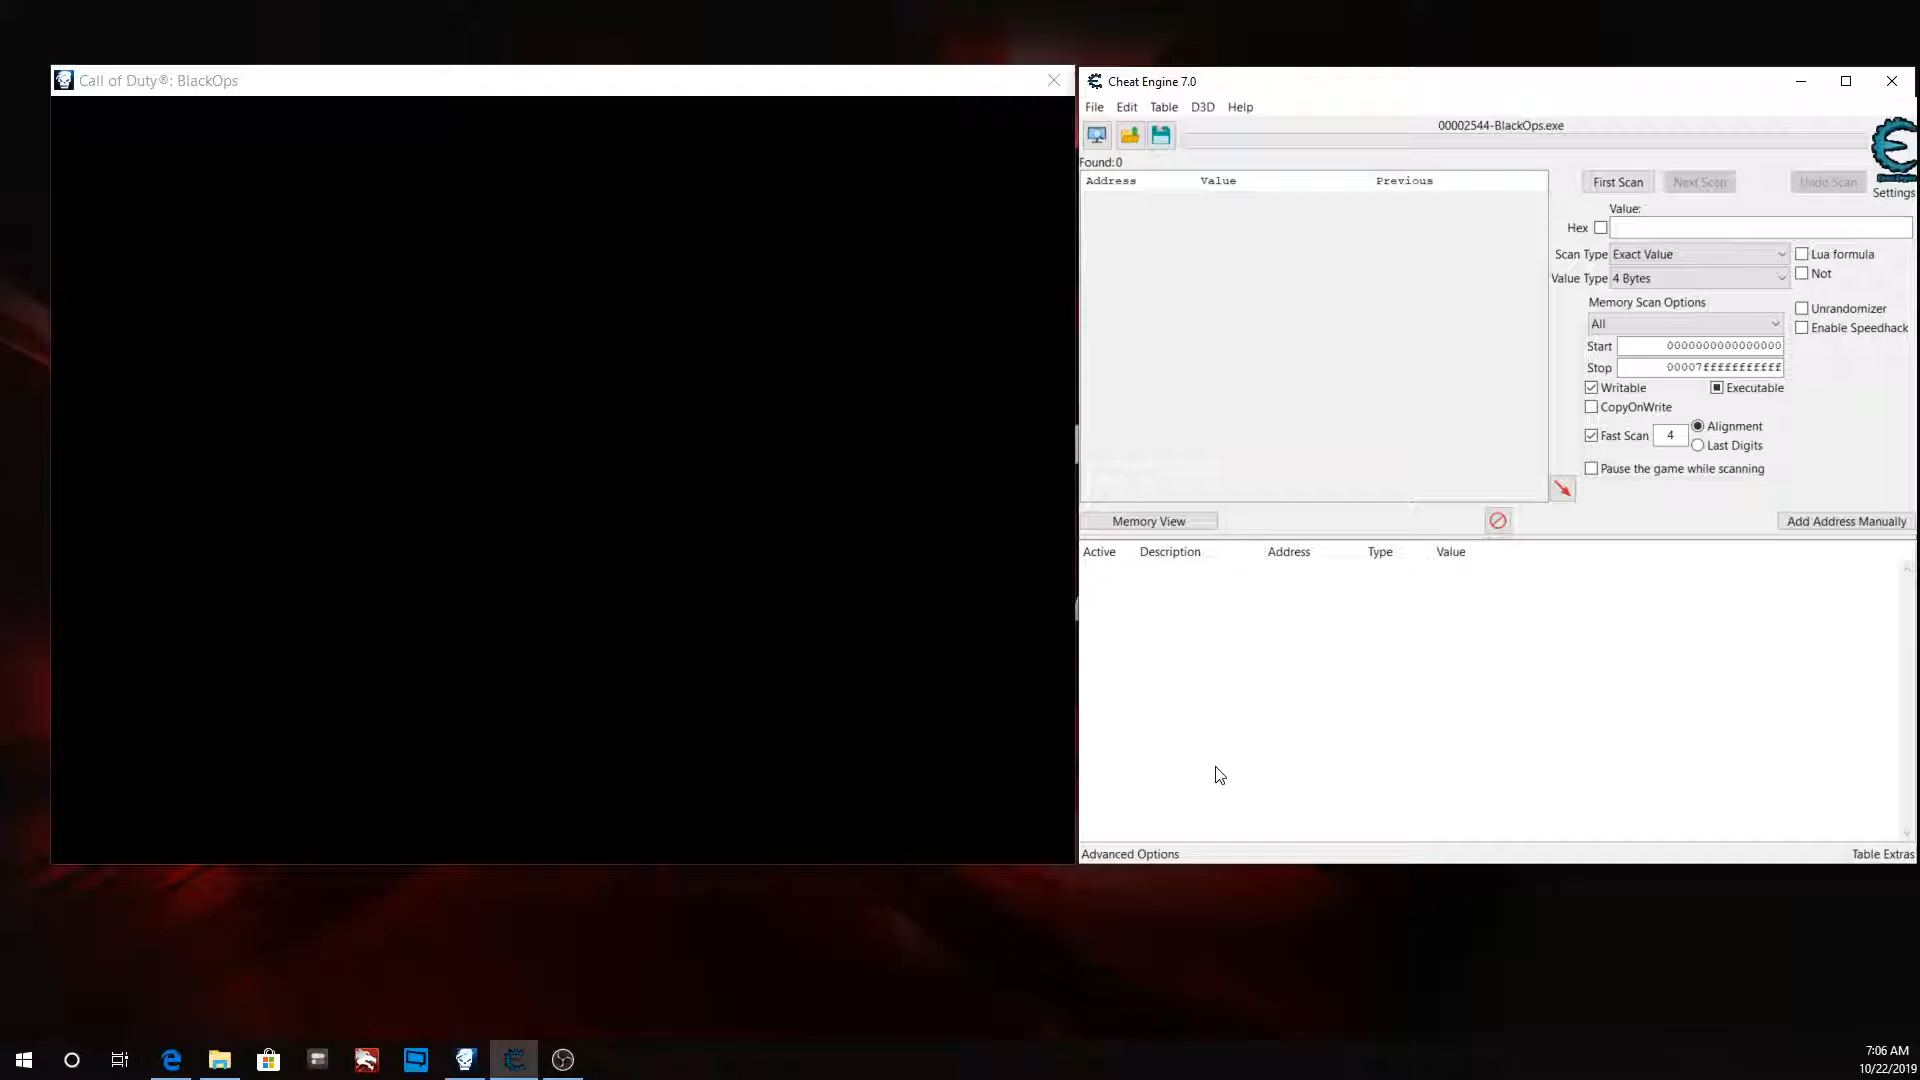 Call of Duty®: BlackOps
Cheat Engine 7.0
File Edit Table D3D Help
00002544-BlackOps.exe
Found:0
Address Value Previous
First Scan Next Scan Undo Scan
Settings
Value:
Hex
Scan Type Exact Value Lua formula
Value Type 4 Bytes Not
Memory Scan Options
All
Unrandomizer
Enable Speedhack
Start 0000000000000000
Stop 00007fffffffffff
Writable Executable
CopyOnWrite
Fast Scan 4 Alignment
Last Digits
Pause the game while scanning
Memory View Add Address Manually
Active Description Address Type Value
Advanced Options Table Extras
7:06 AM
10/22/2019